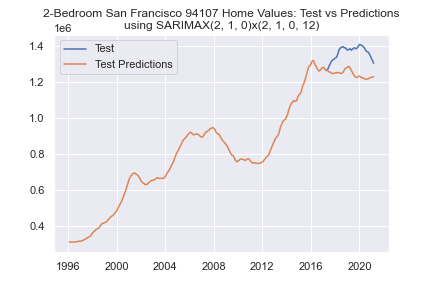 2-Bedroom San Francisco 94107 Home Values: Test vs Predictions
using SARIMAX(2, 1, 0)x(2, 1, 0, 12)
1e6
Test
Test Predictions
1.4
1.2
1.0
0.8
0.6
0.4
1996 2000 2004 2008 2012 2016 2020